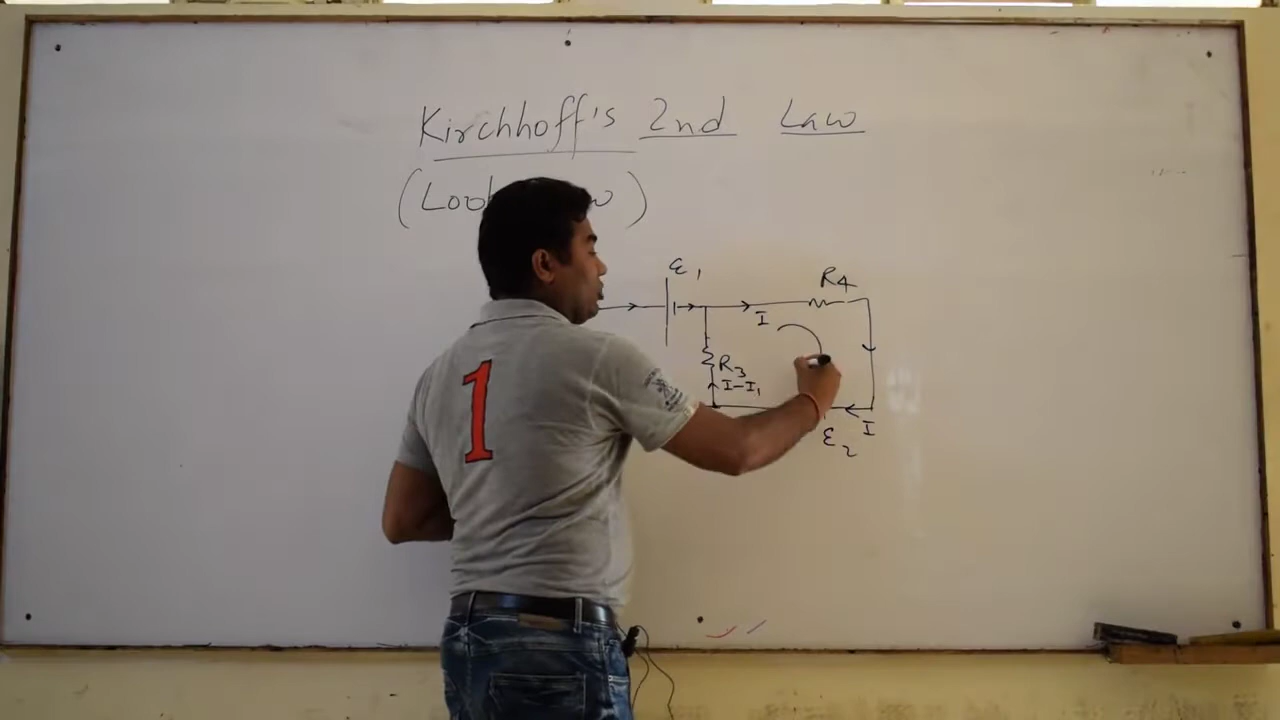 Kirchhoff's 2nd Law
(Loo
ε1
R4
I
R3
I-I1
ε2
I
1